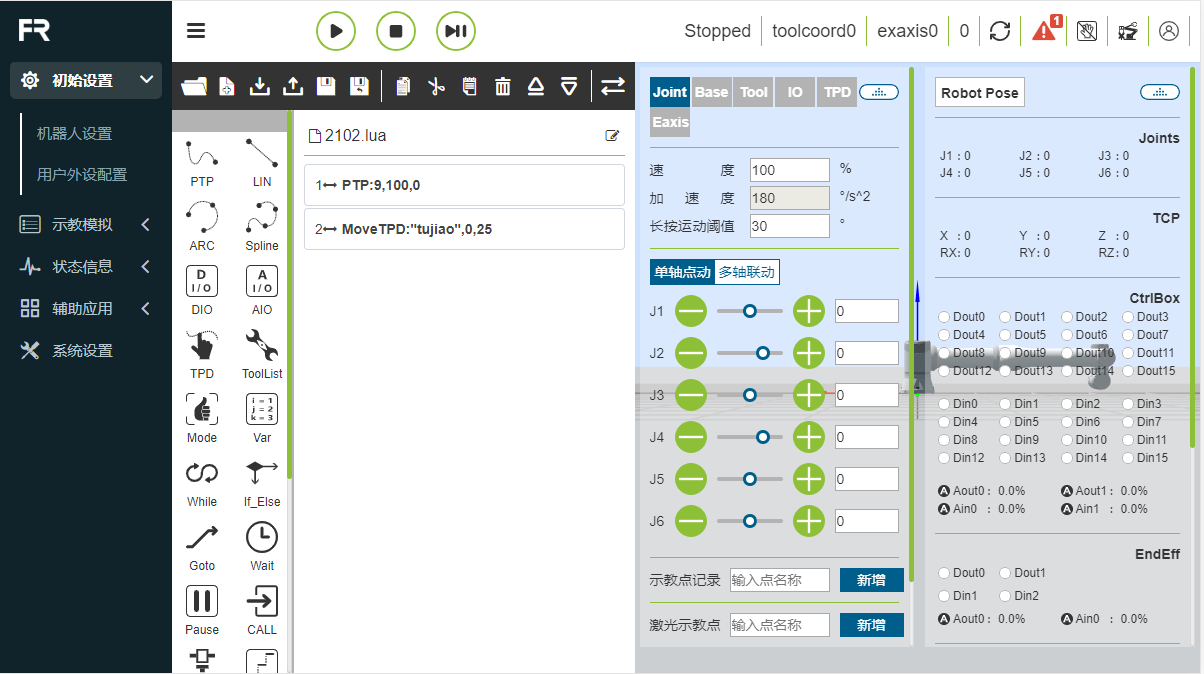 FR
Stopped
toolcoord0
exaxis0
0
1
初始设置
机器人设置
用户外设配置
示教模拟
状态信息
辅助应用
系统设置
PTP
LIN
ARC
Spline
D
I/O
DIO
A
I/O
AIO
TPD
ToolList
Mode
i = 1
j = 2
k = 3
Var
While
If_Else
Goto
Wait
Pause
CALL
2102.lua
1 PTP:9,100,0
2 MoveTPD:"tujiao",0,25
Joint Base Tool IO TPD
Eaxis
速 度 100 %
加 速 度 180 °/s^2
长按运动阈值 30 °
单轴点动 多轴联动
J1 0
J2 0
J3 0
J4 0
J5 0
J6 0
示教点记录 输入点名称 新增
激光示教点 输入点名称 新增
Robot Pose
Joints
J1 : 0 J2 : 0 J3 : 0
J4 : 0 J5 : 0 J6 : 0
TCP
X : 0 Y : 0 Z : 0
RX: 0 RY: 0 RZ: 0
CtrlBox
Dout0 Dout1 Dout2 Dout3
Dout4 Dout5 Dout6 Dout7
Dout8 Dout9 Dout10 Dout11
Dout12 Dout13 Dout14 Dout15
Din0 Din1 Din2 Din3
Din4 Din5 Din6 Din7
Din8 Din9 Din10 Din11
Din12 Din13 Din14 Din15
A Aout0 : 0.0% A Aout1 : 0.0%
A Ain0 : 0.0% A Ain1 : 0.0%
EndEff
Dout0 Dout1
Din1 Din2
A Aout0 : 0.0% A Ain0 : 0.0%